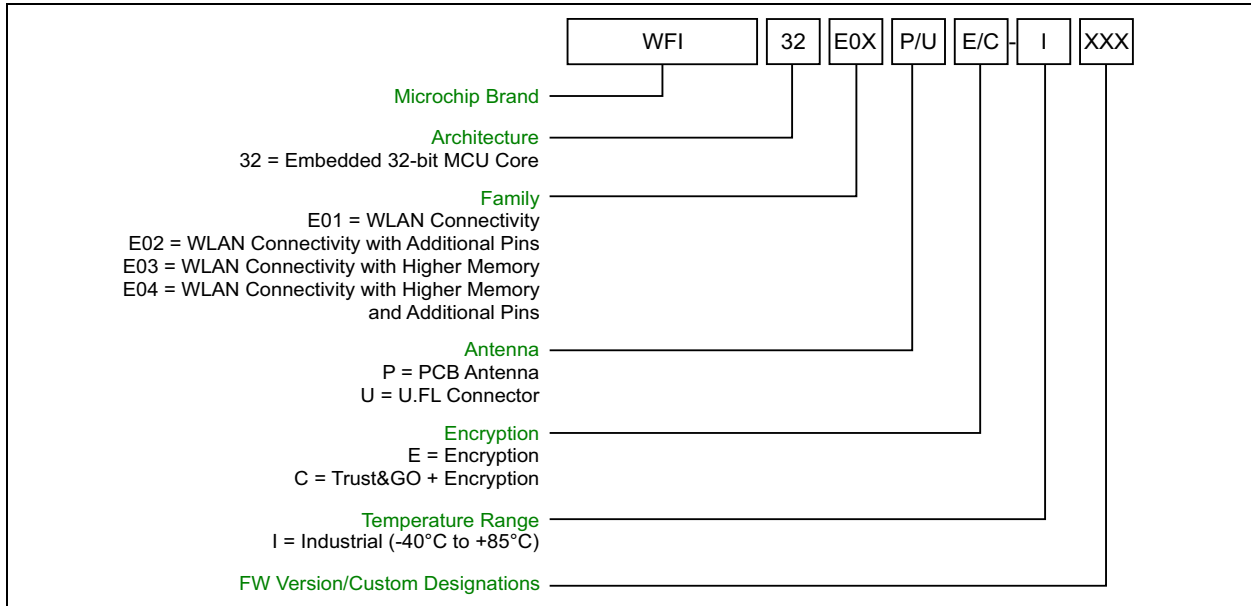 WFI 32 E0X P/U E/C - I XXX
Microchip Brand
Architecture
32 = Embedded 32-bit MCU Core
Family
E01 = WLAN Connectivity
E02 = WLAN Connectivity with Additional Pins
E03 = WLAN Connectivity with Higher Memory
E04 = WLAN Connectivity with Higher Memory
and Additional Pins
Antenna
P = PCB Antenna
U = U.FL Connector
Encryption
E = Encryption
C = Trust&GO + Encryption
Temperature Range
I = Industrial (-40°C to +85°C)
FW Version/Custom Designations